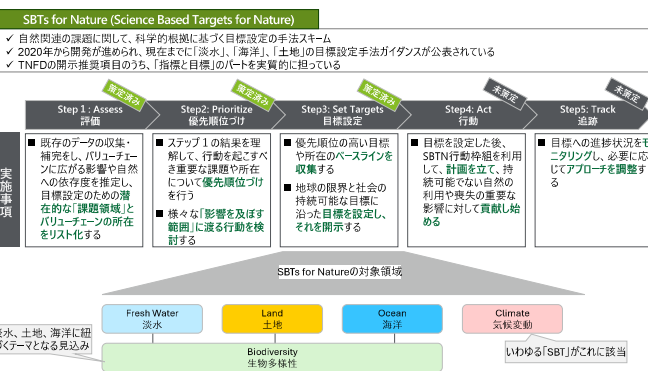 SBTs for Nature (Science Based Targets for Nature)
✓ 自然関連の課題に関して、科学的根拠に基づく目標設定の手法スキーム
✓ 2020年から開発が進められ、現在までに「淡水」、「海洋」、「土地」の目標設定手法ガイダンスが公表されている
✓ TNFDの開示推奨項目のうち、「指標と目標」のパートを実質的に担っている
策定済み
策定済み
策定済み
未策定
未策定
Step 1 : Assess
評価
Step2: Prioritize
優先順位づけ
Step3: Set Targets
目標設定
Step4: Act
行動
Step5: Track
追跡
実施事項
■ 既存のデータの収集・
補完をし、バリューチェーン
に広がる影響や自然
への依存度を推定し、
目標設定のための潜
在的な「課題領域」と
バリューチェーンの所在
をリスト化する
■ ステップ1の結果を理
解して、行動を起こすべ
き重要な課題や所在
について優先順位づけ
を行う
■ 様々な「影響を及ぼす
範囲」に渡る行動を検
討する
■ 優先順位の高い目標
や所在のベースラインを
収集する
■ 地球の限界と社会の
持続可能な目標に
沿った目標を設定し、
それを開示する
■ 目標を設定した後、
SBTN行動枠組を利用
して、計画を立て、持
続可能でない自然の
利用や喪失の重要な
影響に対して貢献し始
める
■ 目標への進捗状況をモ
ニタリングし、必要に応
じてアプローチを調整す
る
SBTs for Natureの対象領域
Fresh Water
淡水
Land
土地
Ocean
海洋
Climate
気候変動
淡水、土地、海洋に紐
づくテーマとなる見込み
Biodiversity
生物多様性
いわゆる「SBT」がこれに該当